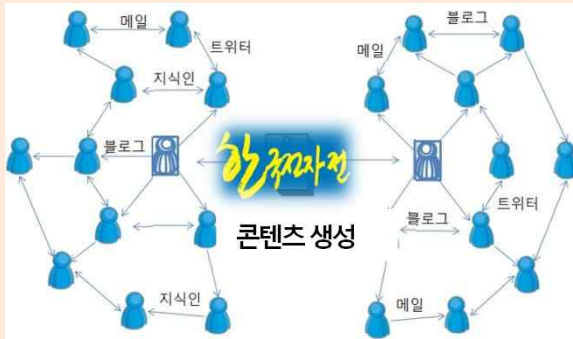 메일
블로그
트위터
메일
지식인
블로그
한국전자전
트위터
블로그
콘텐츠 생성
지식인
메일